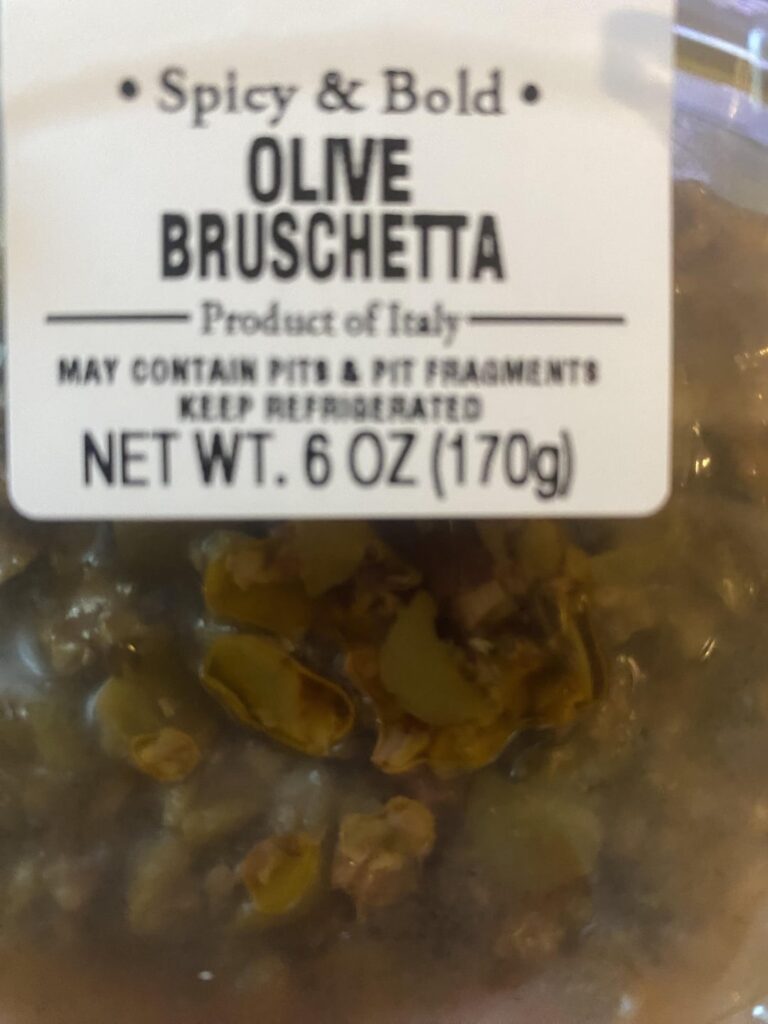 • Spicy & Bold •
OLIVE
BRUSCHETTA
Product of Italy
MAY CONTAIN PITS & PIT FRAGMENTS
KEEP REFRIGERATED
NET WT. 6 OZ (170g)